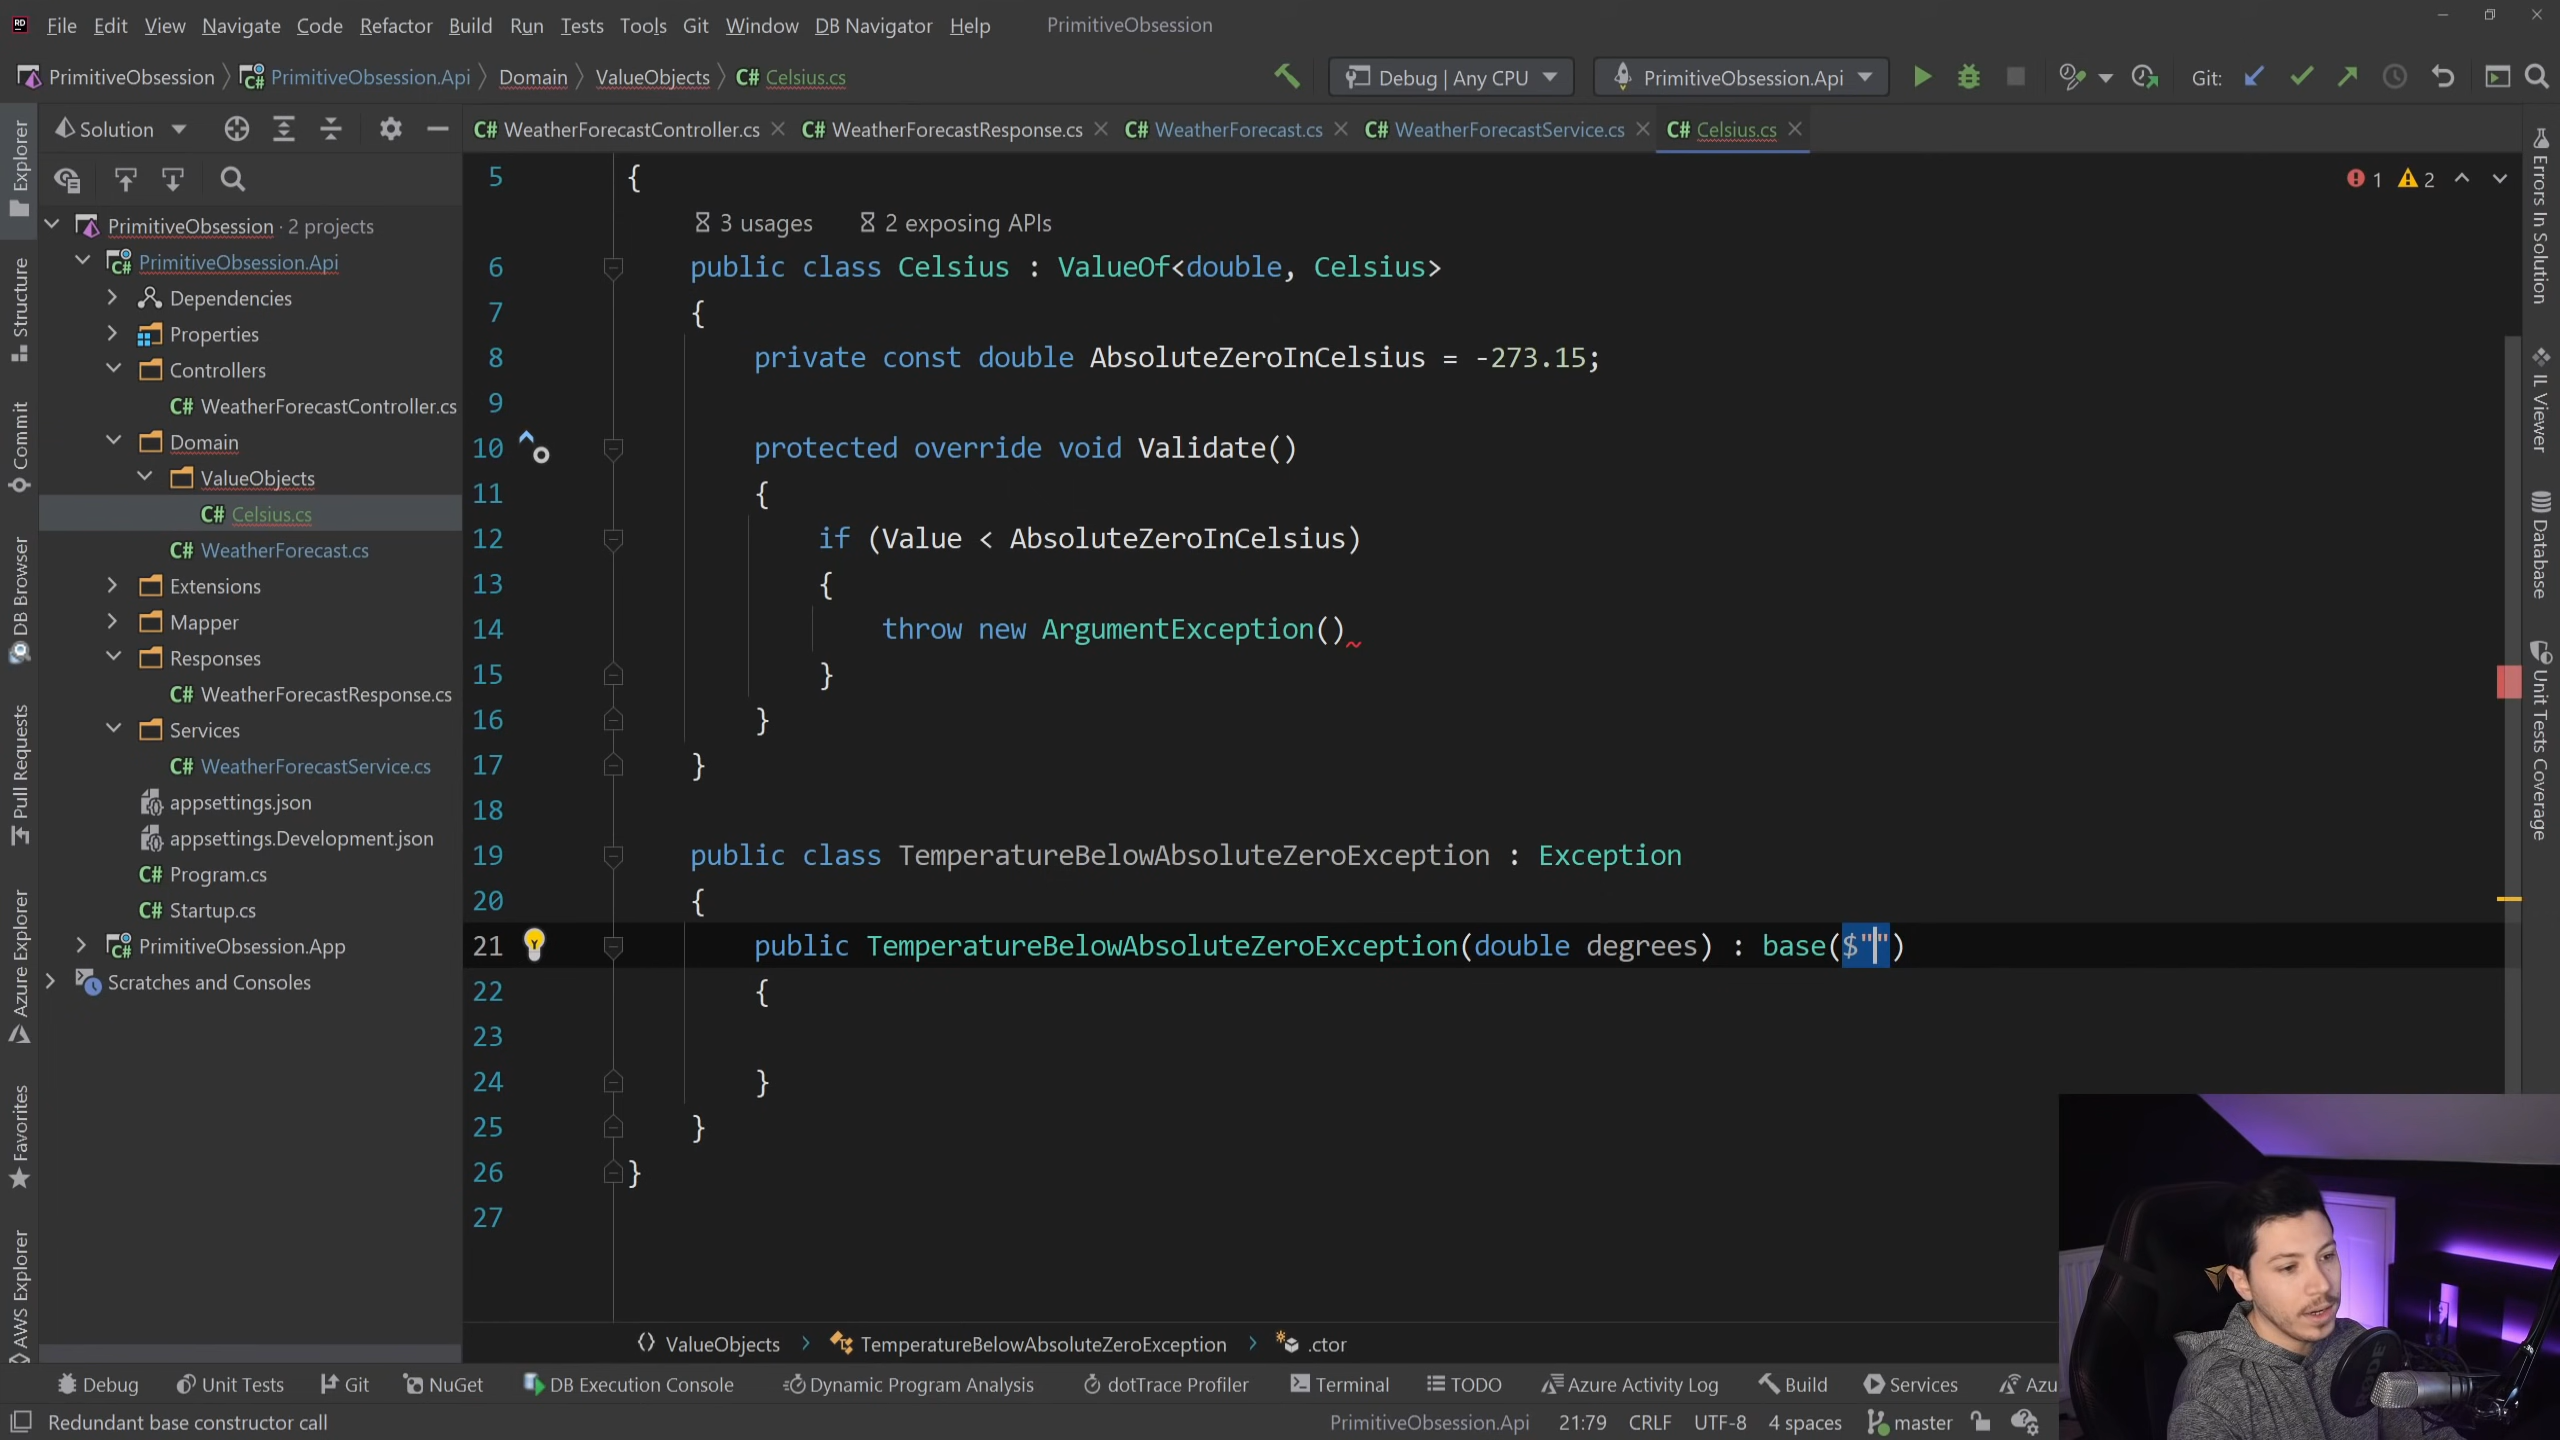 File Edit View Navigate Code Refactor Build Run Tests Tools Git Window DB Navigator Help PrimitiveObsession
PrimitiveObsession PrimitiveObsession.Api Domain ValueObjects C# Celsius.cs Debug | Any CPU PrimitiveObsession.Api Git:
Solution
C# WeatherForecastController.cs C# WeatherForecastResponse.cs C# WeatherForecast.cs C# WeatherForecastService.cs C# Celsius.cs
Explorer
Structure
Commit
DB Browser
Pull Requests
Azure Explorer
Favorites
AWS Explorer
PrimitiveObsession · 2 projects
C# PrimitiveObsession.Api
Dependencies
Properties
Controllers
C# WeatherForecastController.cs
Domain
ValueObjects
C# Celsius.cs
C# WeatherForecast.cs
Extensions
Mapper
Responses
C# WeatherForecastResponse.cs
Services
C# WeatherForecastService.cs
appsettings.json
appsettings.Development.json
C# Program.cs
C# Startup.cs
C# PrimitiveObsession.App
Scratches and Consoles
5 {
3 usages 2 exposing APIs
6 public class Celsius : ValueOf<double, Celsius>
7 {
8 private const double AbsoluteZeroInCelsius = -273.15;
9
10 protected override void Validate()
11 {
12 if (Value < AbsoluteZeroInCelsius)
13 {
14 throw new ArgumentException()
15 }
16 }
17 }
18
19 public class TemperatureBelowAbsoluteZeroException : Exception
20 {
21 public TemperatureBelowAbsoluteZeroException(double degrees) : base($"")
22 {
23
24 }
25 }
26 }
27
1 2
Errors In Solution
IL Viewer
Database
Unit Tests Coverage
RODE
ValueObjects TemperatureBelowAbsoluteZeroException .ctor
Debug Unit Tests Git NuGet DB Execution Console Dynamic Program Analysis dotTrace Profiler Terminal TODO Azure Activity Log Build Services Azu
Redundant base constructor call PrimitiveObsession.Api 21:79 CRLF UTF-8 4 spaces master